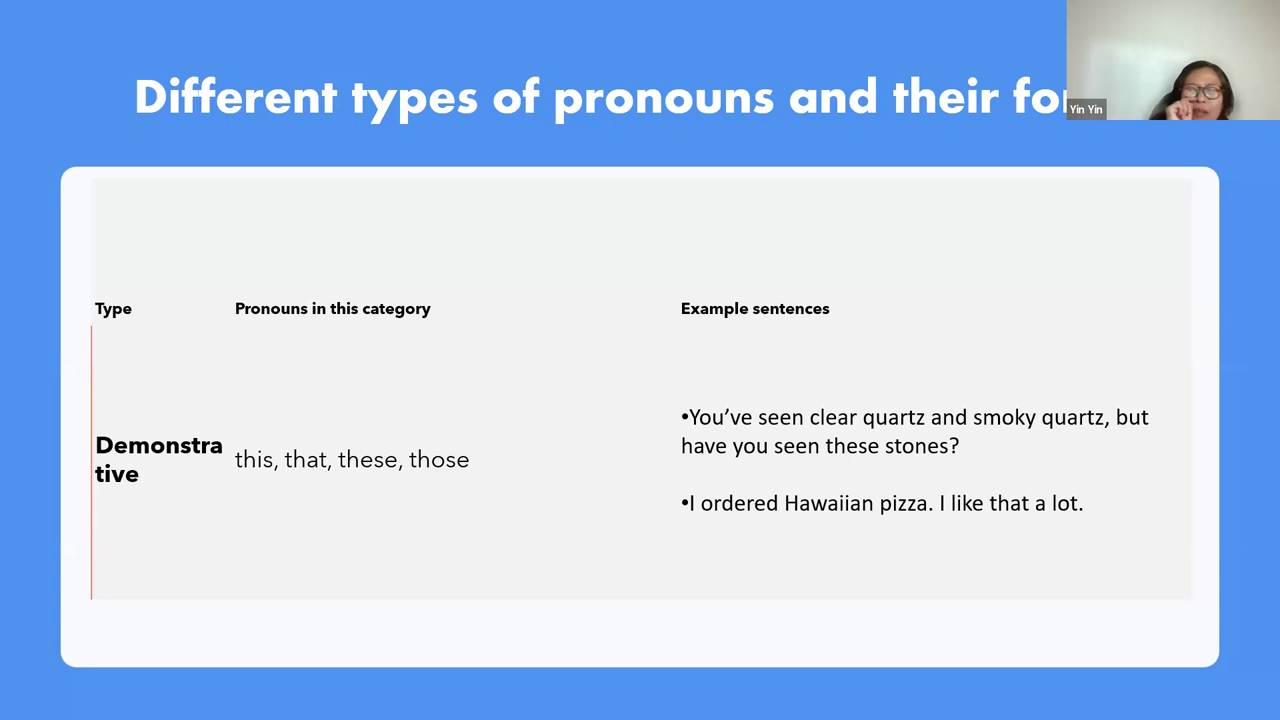 Different types of pronouns and their
Yin Yin
Type Pronouns in this category Example sentences
Demonstra
tive
this, that, these, those
•You’ve seen clear quartz and smoky quartz, but
have you seen these stones?
•I ordered Hawaiian pizza. I like that a lot.